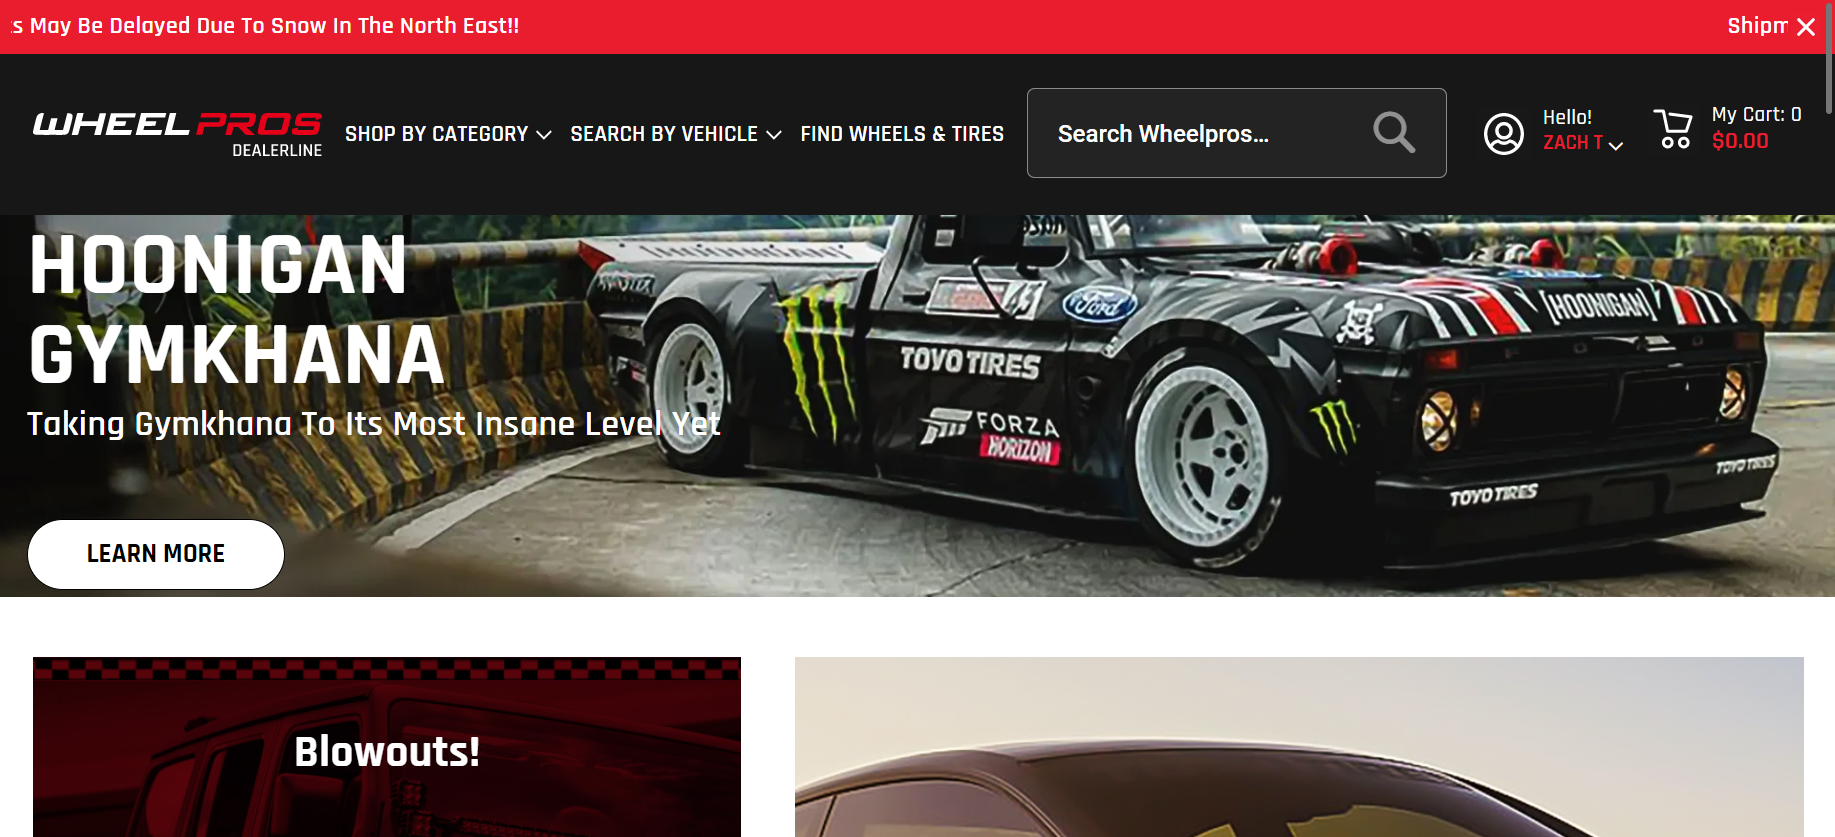 s May Be Delayed Due To Snow In The North East!!
Shipm
WHEEL PROS
DEALERLINE
SHOP BY CATEGORY
SEARCH BY VEHICLE
FIND WHEELS & TIRES
Search Wheelpros...
Hello!
ZACH T
My Cart: 0
$0.00
HOONIGAN
GYMKHANA
Taking Gymkhana To Its Most Insane Level Yet
LEARN MORE
Ford
[HOONIGAN]
TOYO TIRES
FORZA
HORIZON
TOYO TIRES
TOYO TIRES
Blowouts!